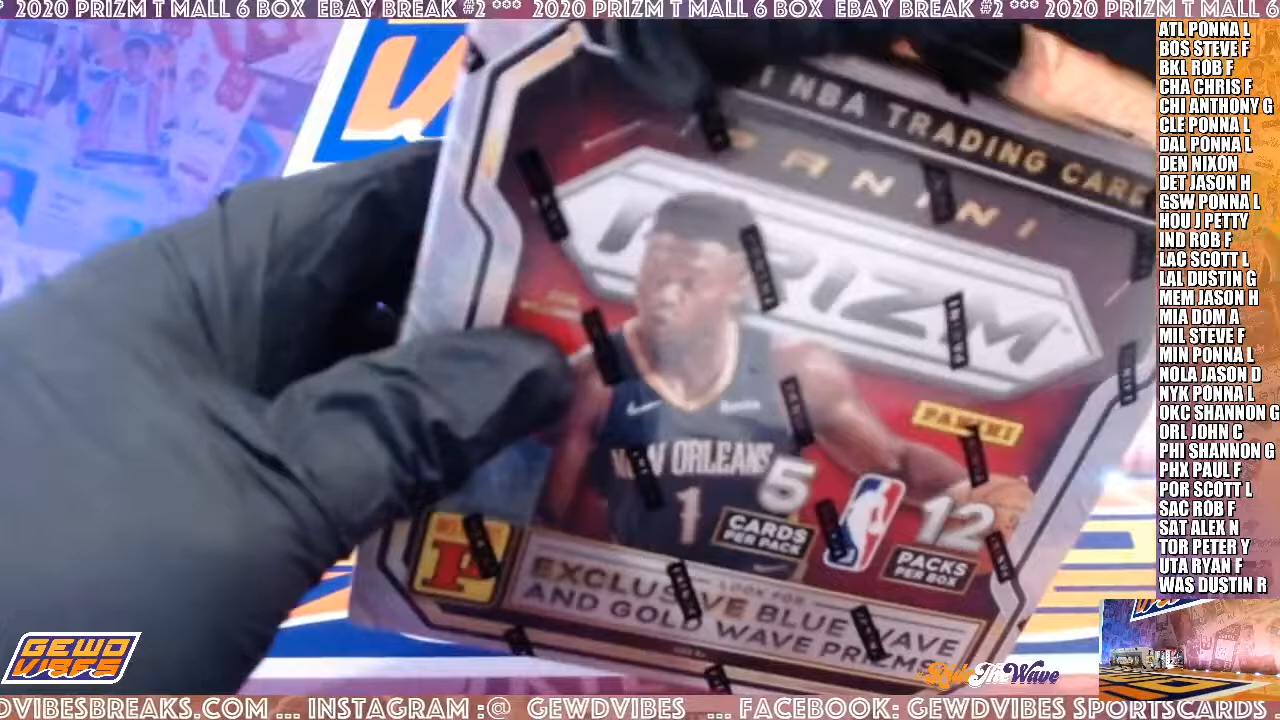 * 2020 PRIZM T MALL 6 BOX EBAY BREAK #2 *** 2020 PRIZM T MALL 6 BOX EBAY BREAK #2 *** 2020 PRIZM T MALL 6
ATL PONNA L
BOS STEVE F
BKL ROB F
CHA CHRIS F
CHI ANTHONY G
CLE PONNA L
DAL PONNA L
DEN NIXON
DET JASON H
GSW PONNA L
HOU J PETTY
IND ROB F
LAC SCOTT L
LAL DUSTIN G
MEM JASON H
MIA DOM A
MIL STEVE F
MIN PONNA L
NOLA JASON D
NYK PONNA L
OKC SHANNON G
ORL JOHN C
PHI SHANNON G
PHX PAUL F
POR SCOTT L
SAC ROB F
SAT ALEX N
TOR PETER Y
UTA RYAN F
WAS DUSTIN R
NBA TRADING CARD
PANINI
PRIZM
PANINI
NEW ORLEANS
1
5
CARDS
PER PACK
12
PACKS
PER BOX
LOOK FOR
EXCLUSIVE BLUE WAVE
AND GOLD WAVE PRIZMS
GEWD
VIBES
Ride The Wave
DVIBESBREAKS.COM ... INSTAGRAM :@ GEWDVIBES ... FACEBOOK: GEWDVIBES SPORTSCARDS